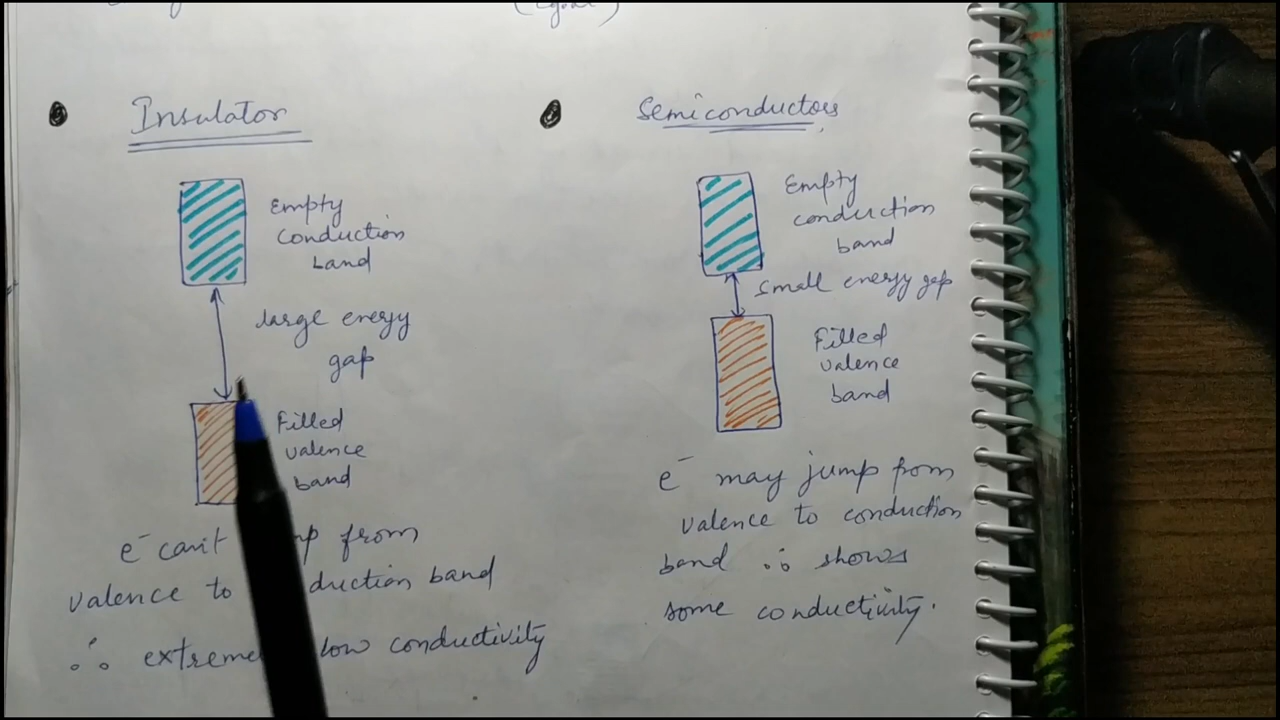 (goal)
Insulator
Empty
conduction
band
large energy
gap
Filled
valence
band
e⁻ can't from
valence to duction band
∴ extreme low conductivity
Semiconductors
Empty
conduction
band
Small energy gap
Filled
valence
band
e⁻ may jump from
valence to conduction
band ∴ shows
some conductivity.